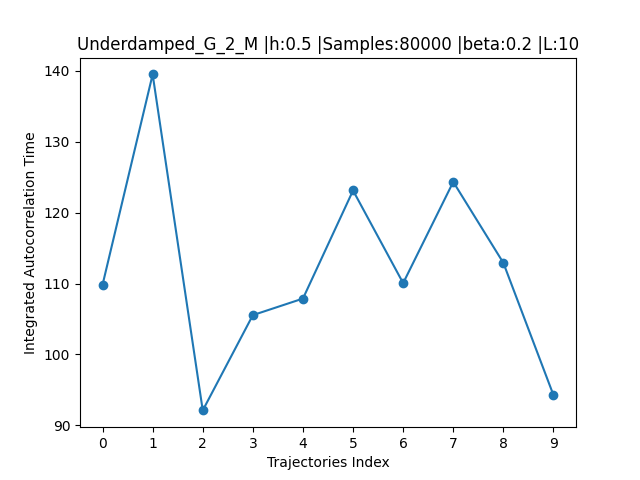 Underdamped_G_2_M |h:0.5 |Samples:80000 |beta:0.2 |L:10
140
130
120
110
100
90
Integrated Autocorrelation Time
0 1 2 3 4 5 6 7 8 9
Trajectories Index